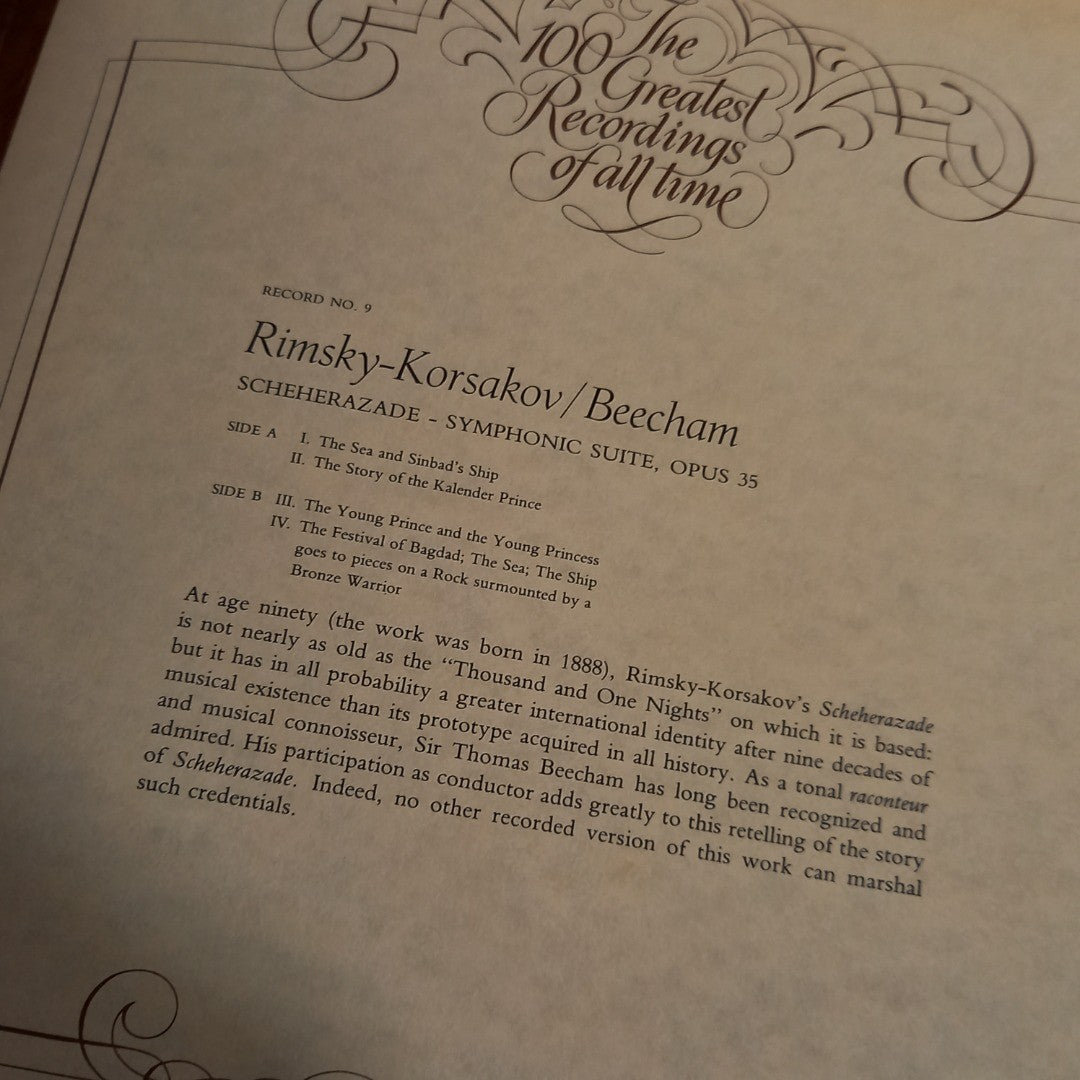 The
100 Greatest
Recordings
of all time
RECORD NO. 9
Rimsky-Korsakov/Beecham
SCHEHERAZADE - SYMPHONIC SUITE, OPUS 35
SIDE A I. The Sea and Sinbad's Ship
II. The Story of the Kalender Prince
SIDE B III. The Young Prince and the Young Princess
IV. The Festival of Bagdad; The Sea; The Ship
goes to pieces on a Rock surmounted by a
Bronze Warrior
At age ninety (the work was born in 1888), Rimsky-Korsakov's Scheherazade
is not nearly as old as the “Thousand and One Nights” on which it is based:
but it has in all probability a greater international identity after nine decades of
musical existence than its prototype acquired in all history. As a tonal raconteur
and musical connoisseur, Sir Thomas Beecham has long been recognized and
admired. His participation as conductor adds greatly to this retelling of the story
of Scheherazade. Indeed, no other recorded version of this work can marshal
such credentials.